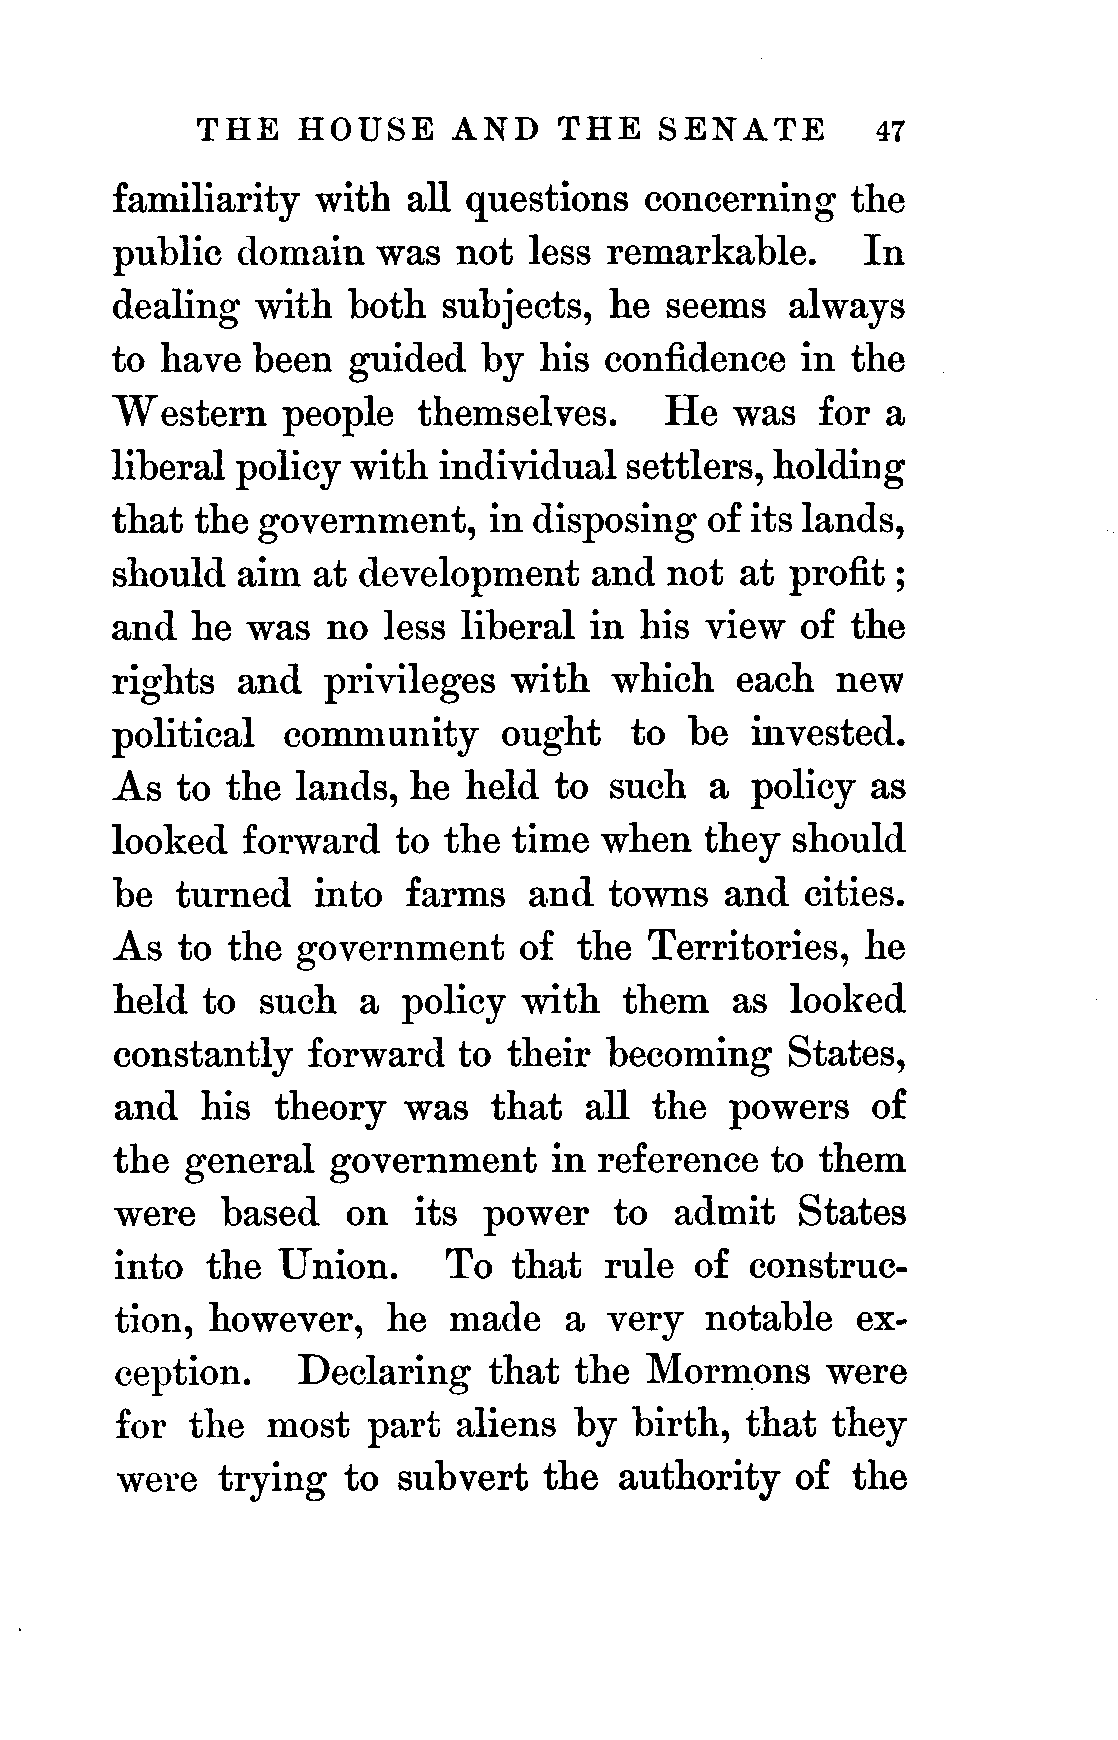 THE HOUSE AND THE SENATE 47
familiarity with all questions concerning the
public domain was not less remarkable. In
dealing with both subjects, he seems always
to have been guided by his confidence in the
Western people themselves. He was for a
liberal policy with individual settlers, holding
that the government, in disposing of its lands,
should aim at development and not at profit ;
and he was no less liberal in his view of the
rights and privileges with which each new
political community ought to be invested.
As to the lands, he held to such a policy as
looked forward to the time when they should
be turned into farms and towns and cities.
As to the government of the Territories, he
held to such a policy with them as looked
constantly forward to their becoming States,
and his theory was that all the powers of
the general government in reference to them
were based on its power to admit States
into the Union. To that rule of construc-
tion, however, he made a very notable ex-
ception. Declaring that the Mormons were
for the most part aliens by birth, that they
were trying to subvert the authority of the